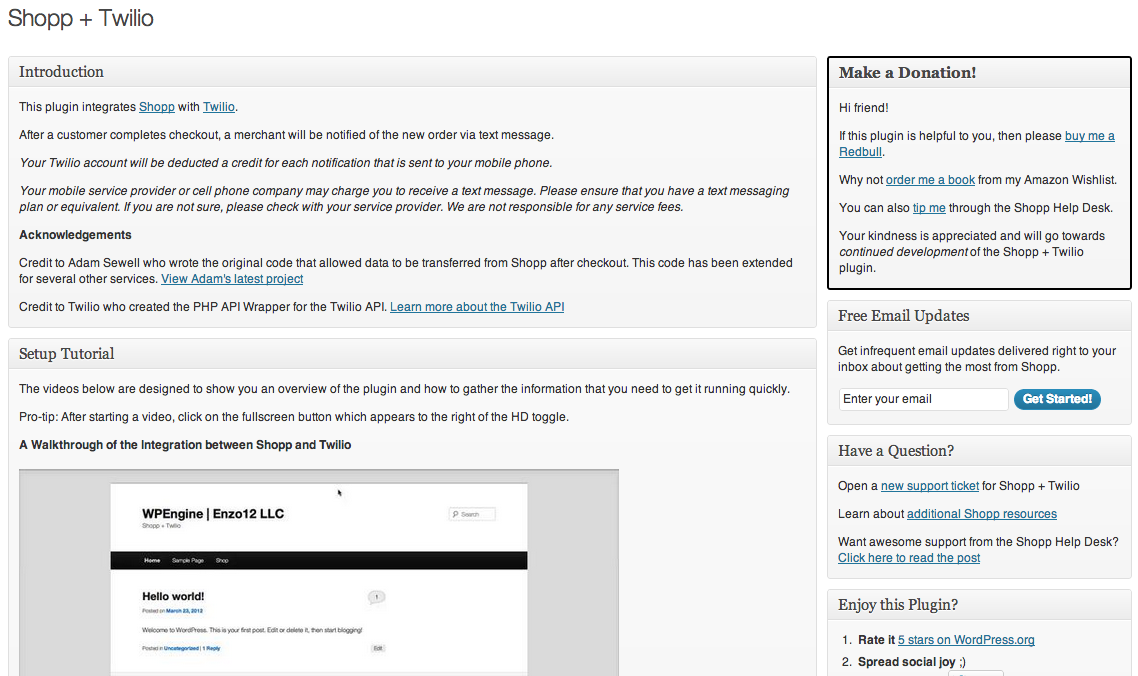 Shopp + Twilio
Introduction
This plugin integrates Shopp with Twilio.
After a customer completes checkout, a merchant will be notified of the new order via text message.
Your Twilio account will be deducted a credit for each notification that is sent to your mobile phone.
Your mobile service provider or cell phone company may charge you to receive a text message. Please ensure that you have a text messaging
plan or equivalent. If you are not sure, please check with your service provider. We are not responsible for any service fees.
Acknowledgements
Credit to Adam Sewell who wrote the original code that allowed data to be transferred from Shopp after checkout. This code has been extended
for several other services. View Adam's latest project
Credit to Twilio who created the PHP API Wrapper for the Twilio API. Learn more about the Twilio API
Setup Tutorial
The videos below are designed to show you an overview of the plugin and how to gather the information that you need to get it running quickly.
Pro-tip: After starting a video, click on the fullscreen button which appears to the right of the HD toggle.
A Walkthrough of the Integration between Shopp and Twilio
WPEngine | Enzo12 LLC
Shopp + Twilio
Search
Home Sample Page Shop
Hello world!
1
Posted on March 23, 2012
Welcome to WordPress. This is your first post. Edit or delete it, then start blogging!
Posted in Uncategorized | 1 Reply
Edit
Make a Donation!
Hi friend!
If this plugin is helpful to you, then please buy me a
Redbull.
Why not order me a book from my Amazon Wishlist.
You can also tip me through the Shopp Help Desk.
Your kindness is appreciated and will go towards
continued development of the Shopp + Twilio
plugin.
Free Email Updates
Get infrequent email updates delivered right to your
inbox about getting the most from Shopp.
Enter your email
Get Started!
Have a Question?
Open a new support ticket for Shopp + Twilio
Learn about additional Shopp resources
Want awesome support from the Shopp Help Desk?
Click here to read the post
Enjoy this Plugin?
1. Rate it 5 stars on WordPress.org
2. Spread social joy ;)